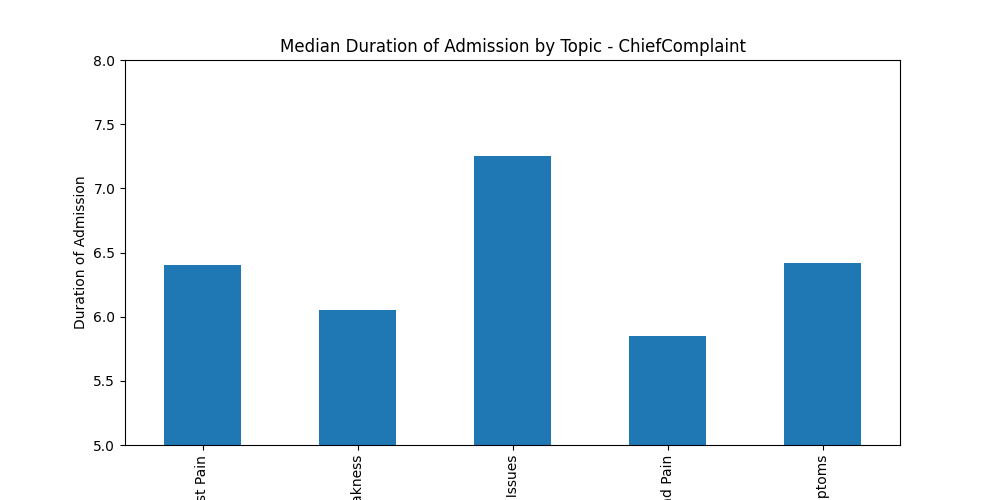 Median Duration of Admission by Topic - ChiefComplaint
8.0
7.5
7.0
6.5
6.0
5.5
5.0
Duration of Admission
st Pain
akness
Issues
nd Pain
ptoms